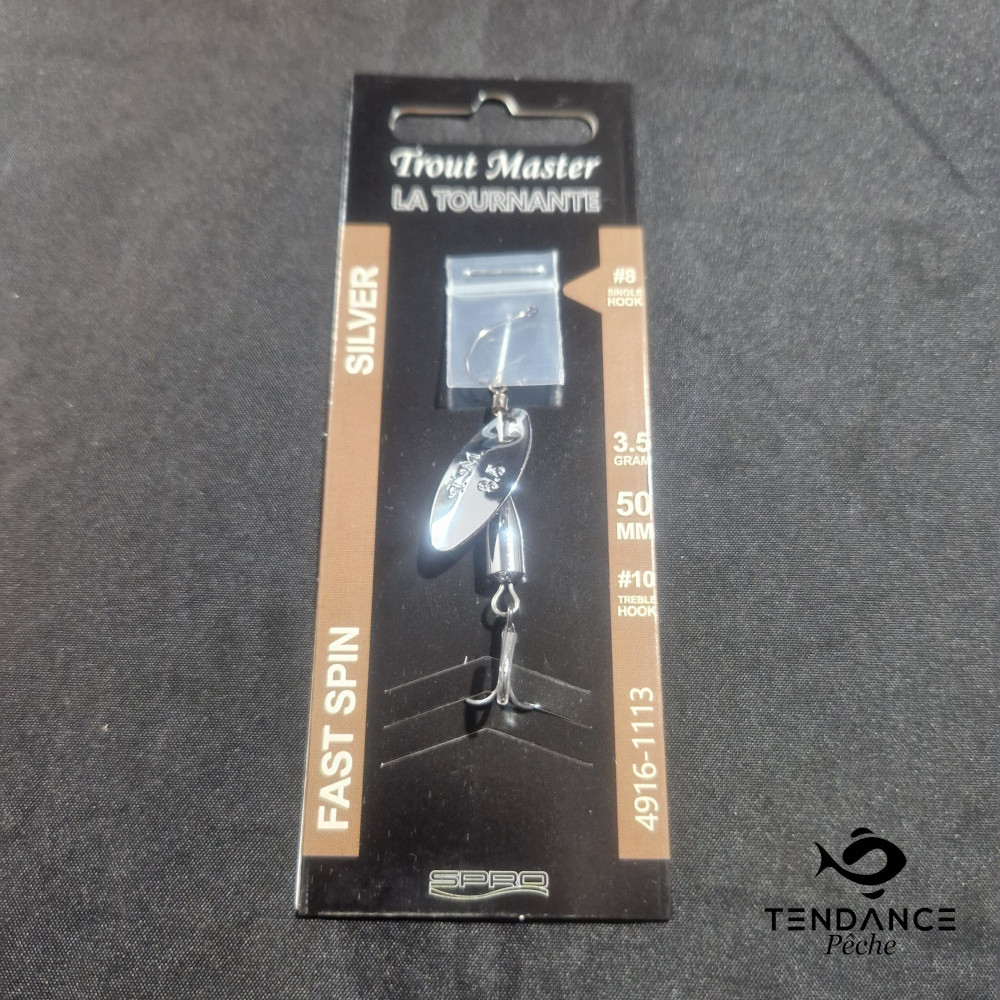 Trout Master
LA TOURNANTE
SILVER
FAST SPIN
#8
SINGLE
HOOK
3.5
GRAM
50
MM
#10
TREBLE
HOOK
4916-1113
SPRO
TENDANCE
Pêche